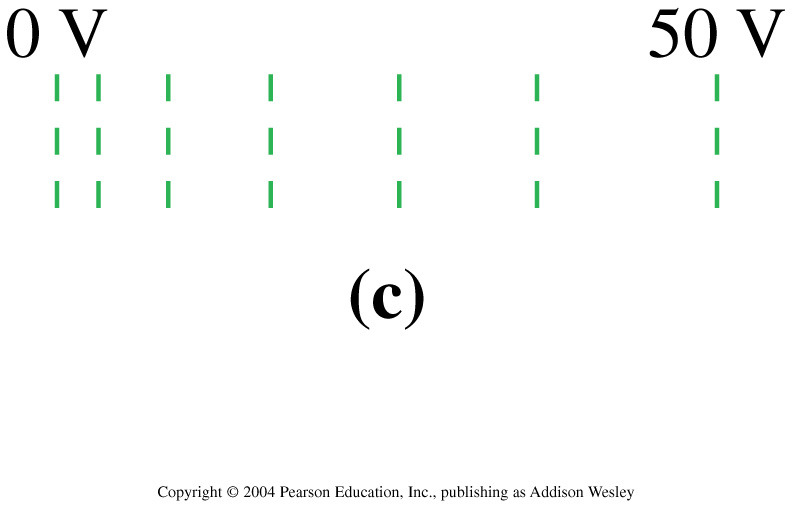 0 V 50 V
(c)
Copyright © 2004 Pearson Education, Inc., publishing as Addison Wesley